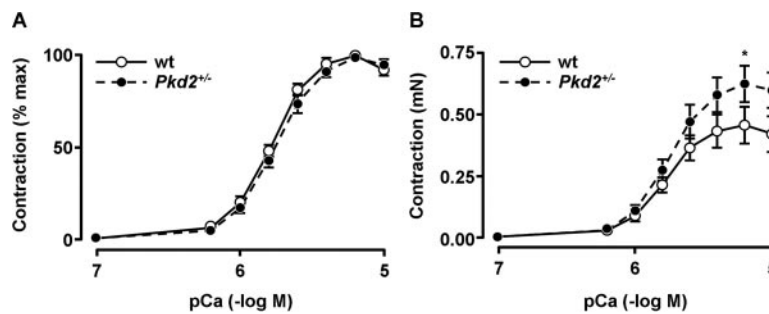 A
B
wt
Pkd2+/-
Contraction (% max)
100
50
0
7
6
5
pCa (-log M)
wt
Pkd2+/-
*
Contraction (mN)
0.75
0.50
0.25
0.00
7
6
pCa (-log M)